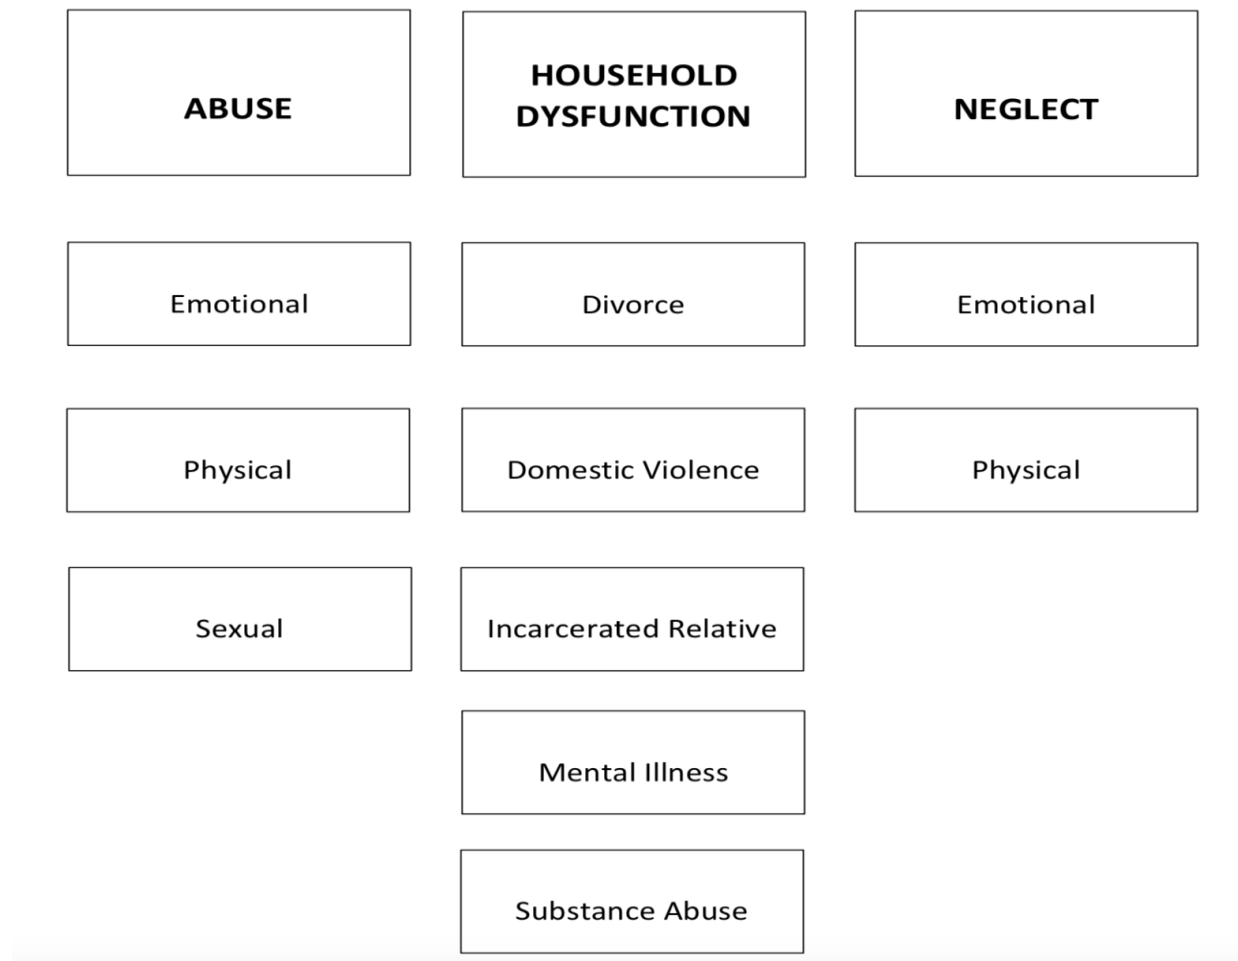 ABUSE
HOUSEHOLD
DYSFUNCTION
NEGLECT
Emotional
Divorce
Emotional
Physical
Domestic Violence
Physical
Sexual
Incarcerated Relative
Mental Illness
Substance Abuse